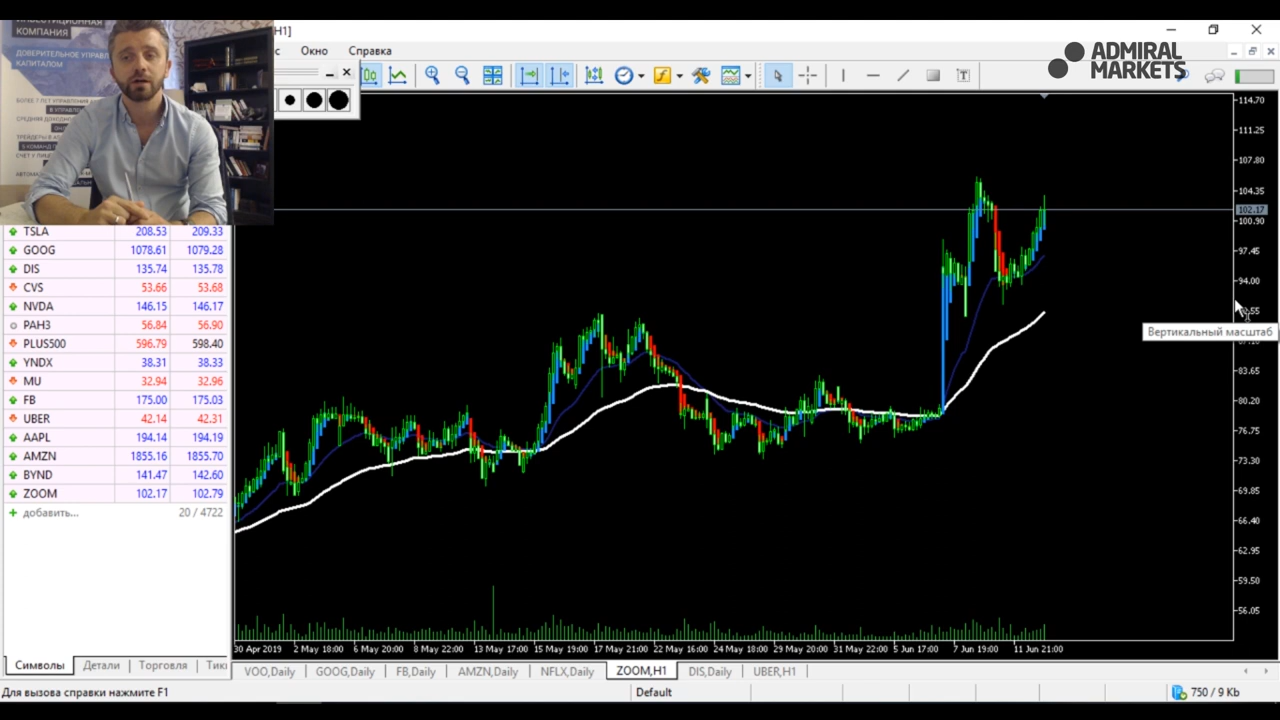 ИНВЕСТИЦИОННАЯ
КОМПАНИЯ
ДОВЕРИТЕЛЬНОЕ УПРАВЛ
КАПИТАЛОМ
H1]
с Окно Справка
ADMIRAL
MARKETS
TSLA 208.53 209.33
GOOG 1078.61 1079.28
DIS 135.74 135.78
CVS 53.66 53.68
NVDA 146.15 146.17
PAH3 56.84 56.90
PLUS500 596.79 598.40
YNDX 38.31 38.33
MU 32.94 32.96
FB 175.00 175.03
UBER 42.14 42.31
AAPL 194.14 194.19
AMZN 1855.16 1855.70
BYND 141.47 142.60
ZOOM 102.17 102.79
добавить... 20 / 4722
114.70
111.25
107.80
104.35
102.17
100.90
97.45
94.00
Вертикальный масштаб
83.65
80.20
76.75
73.30
69.85
66.40
62.95
59.50
56.05
30 Apr 2019 2 May 18:00 6 May 20:00 8 May 22:00 13 May 17:00 15 May 19:00 17 May 21:00 22 May 16:00 24 May 18:00 29 May 20:00 31 May 22:00 5 Jun 17:00 7 Jun 19:00 11 Jun 21:00
Символы Детали Торговля Тик
VOO,Daily GOOG,Daily FB,Daily AMZN,Daily NFLX,Daily ZOOM,H1 DIS,Daily UBER,H1
Для вызова справки нажмите F1 Default 750 / 9 Kb